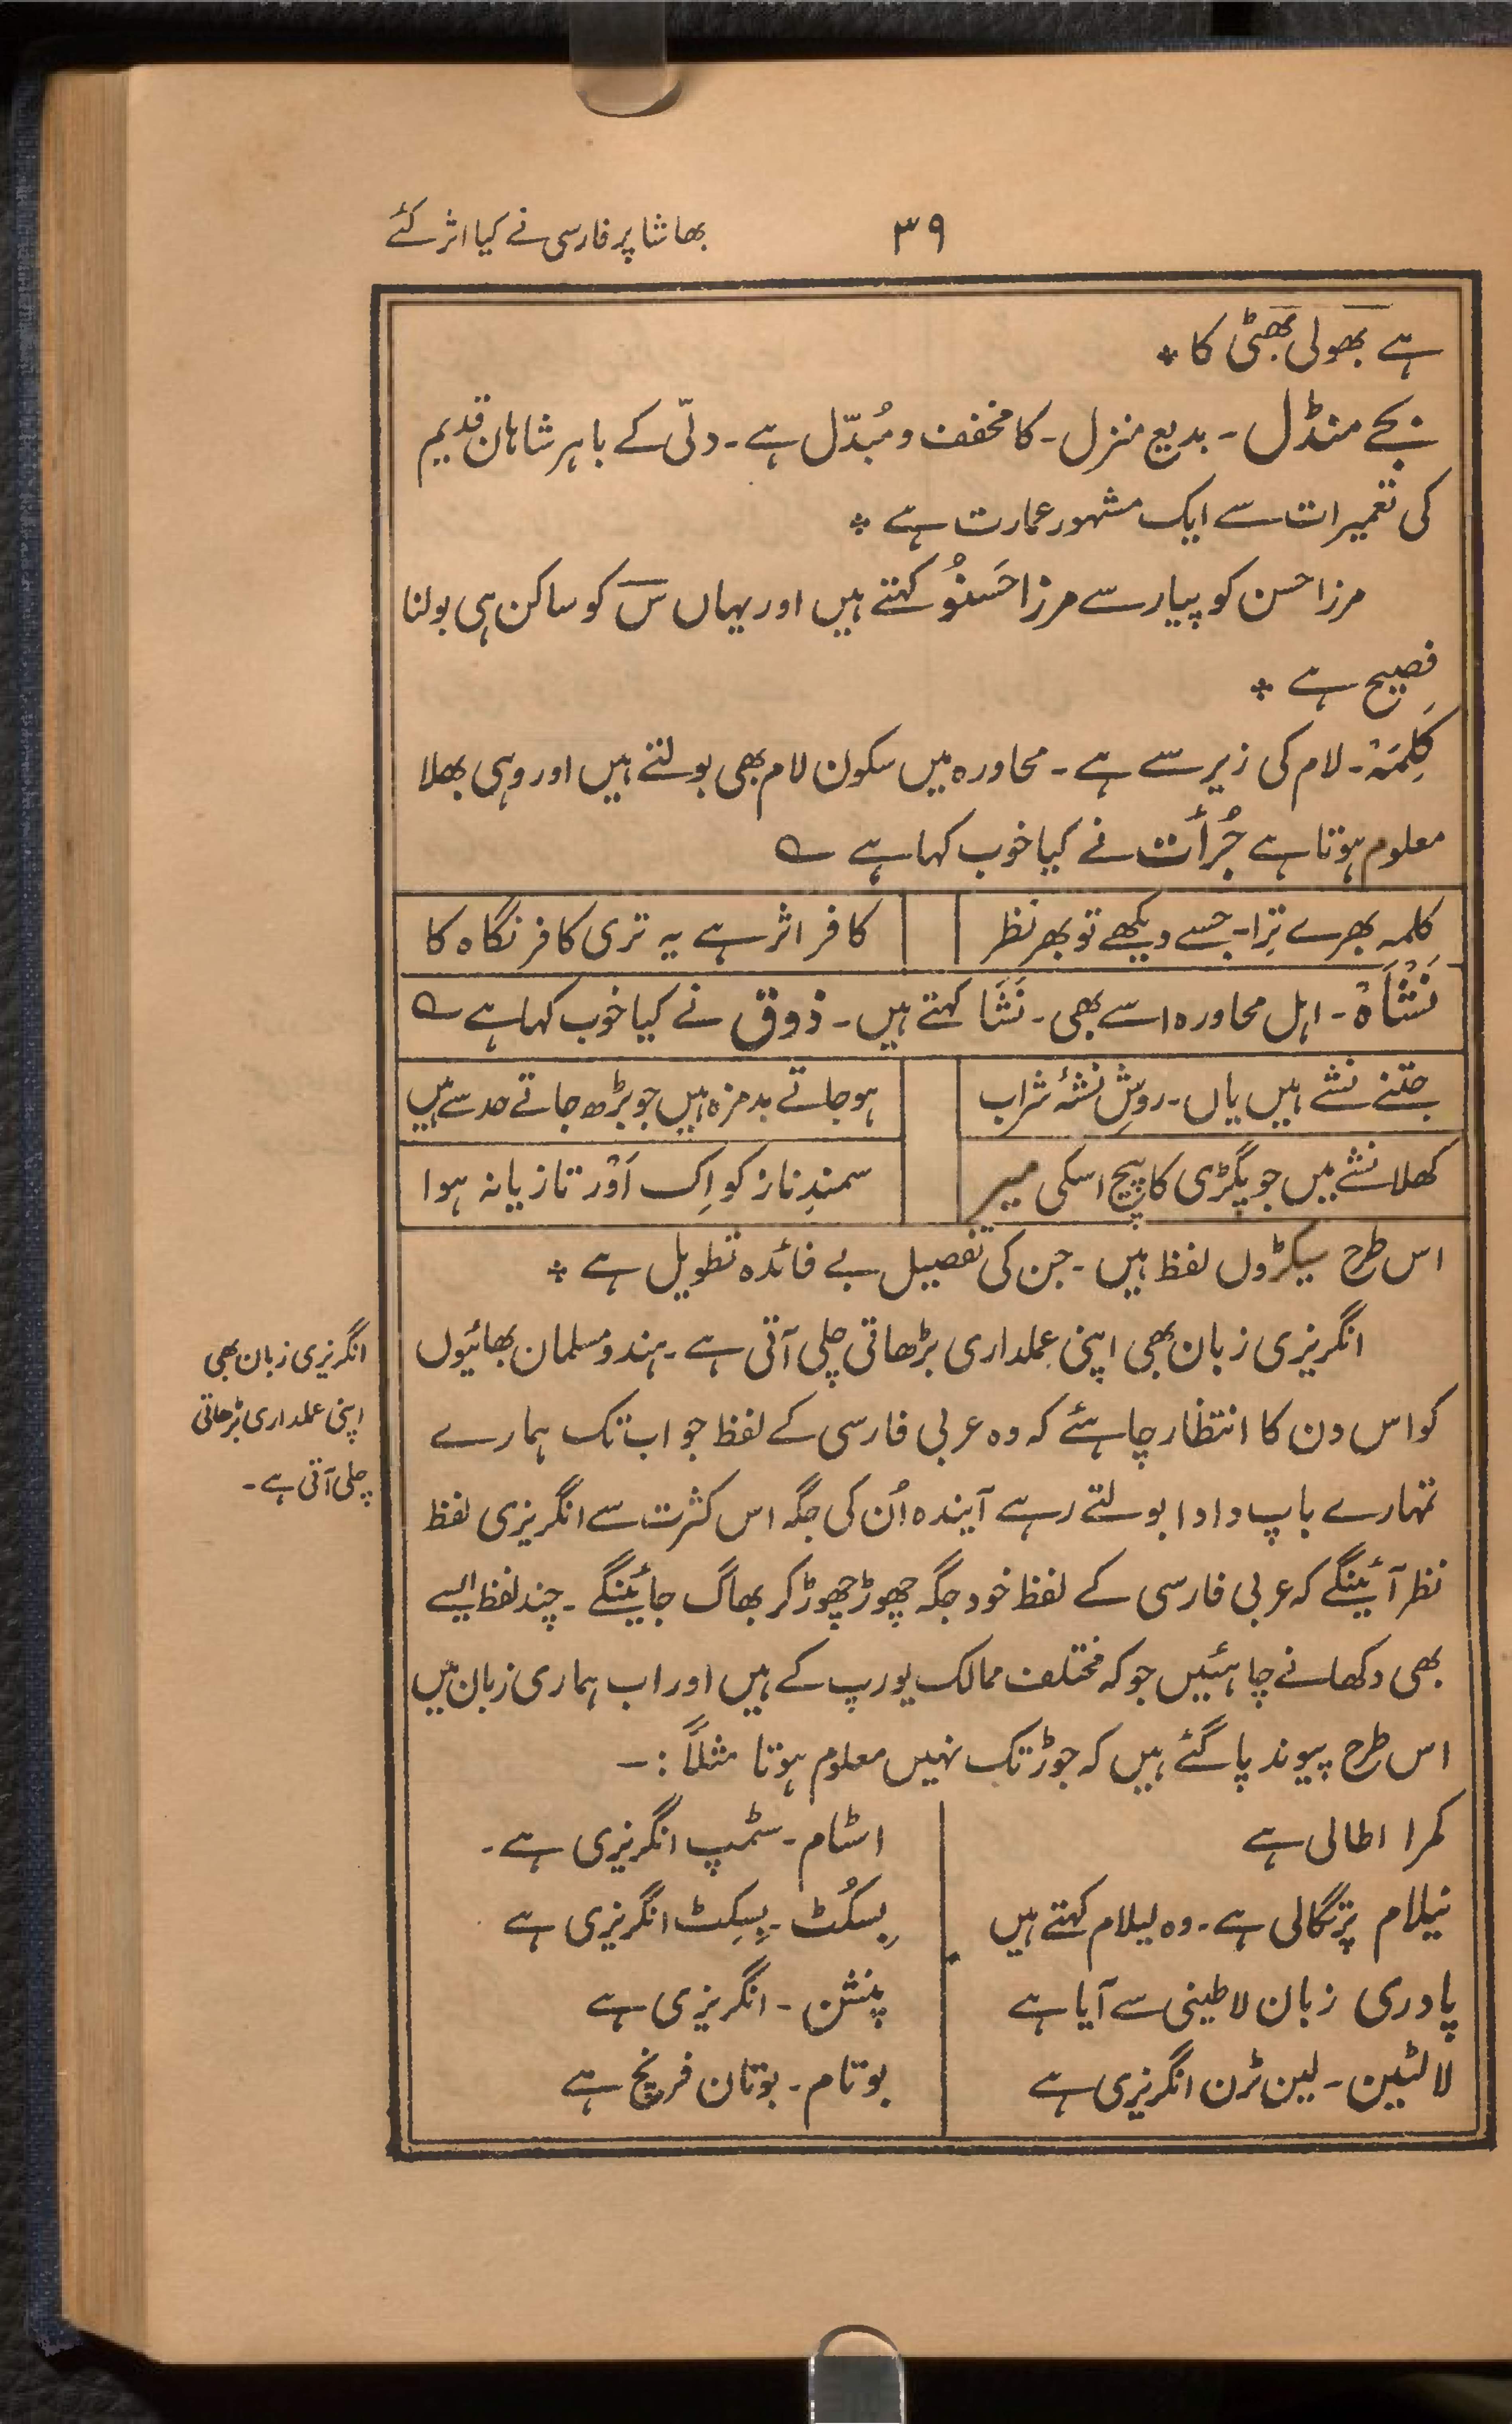 ۳۹
بھاشا پر فارسی نے کیا اثر کئے
ہے بھولی بھٹی کا ٭
بجے منڈل ۔ بدیع منزل ۔ کا مخفف و مُبدّل ہے ۔ دلّی کے باہر شاہان قدیم
کی تعمیرات سے ایک مشہور عمارت ہے ٭
مرزا حسن کو پیار سے مرزا حَسنوُ کہتے ہیں اور یہاں س کو ساکن ہی بولنا
فصیح ہے ٭
کَلِمَہْ ۔ لام کی زیر سے ہے ۔ محاورہ میں سکون لام بھی بولتے ہیں اور وہی بھلا
معلوم ہوتا ہے جُرأت نے کیا خوب کہا ہے ؎
کلمہ بھرے تِرا ۔ جسے دیکھے تو بھر نظر
کافر اثر ہے یہ تری کافر نگاہ کا
نَشْأَہْ ۔ اہل محاورہ اسے بھی ۔ نَشَا کہتے ہیں ۔ ذوق نے کیا خوب کہا ہے ؎
جتنے نشے ہیں یاں ۔ روِشِ نشۂ شراب
ہو جاتے بدمزہ ہیں جو بڑھ جاتے حد سے ہیں
کھلا نشے میں جو پگڑی کا پیچ اسکی میر
سمندِ ناز کو اِک اَوْر تازیانہ ہوا
اس طرح سیکڑوں لفظ ہیں ۔ جن کی تفصیل بے فائدہ تطویل ہے ٭
انگریزی زبان بھی اپنی عملداری بڑھاتی چلی آتی ہے ۔ ہندو مسلمان بھائیوں
کو اس دن کا انتظار چاہئے کہ وہ عربی فارسی کے لفظ جو اب تک ہمارے
تمہارے باپ دادا بولتے رہے آیندہ اُن کی جگہ اس کثرت سے انگریزی لفظ
نظر آئینگے کہ عربی فارسی کے لفظ خود جگہ چھوڑ چھوڑ کر بھاگ جائینگے ۔ چند لفظ ایسے
بھی دکھانے چاہئیں جو کہ مختلف ممالک یورپ کے ہیں اور اب ہماری زبان میں
اس طرح پیوند پا گئے ہیں کہ جوڑ تک نہیں معلوم ہوتا مثلاً :۔
انگریزی زبان بھی
اپنی عملداری بڑھاتی
چلی آتی ہے ۔
کمرا اطالی ہے
نیلام پرتگالی ہے ۔ وہ لیلام کہتے ہیں
پادری زبان لاطینی سے آیا ہے
لالٹین ۔ لین ٹرن انگریزی ہے
اسٹام ۔ سٹمپ انگریزی ہے ۔
بِسکُٹ ۔ بِسِکِٹ انگریزی ہے
پنشن ۔ انگریزی ہے
بوتام ۔ بوتان فرنچ ہے